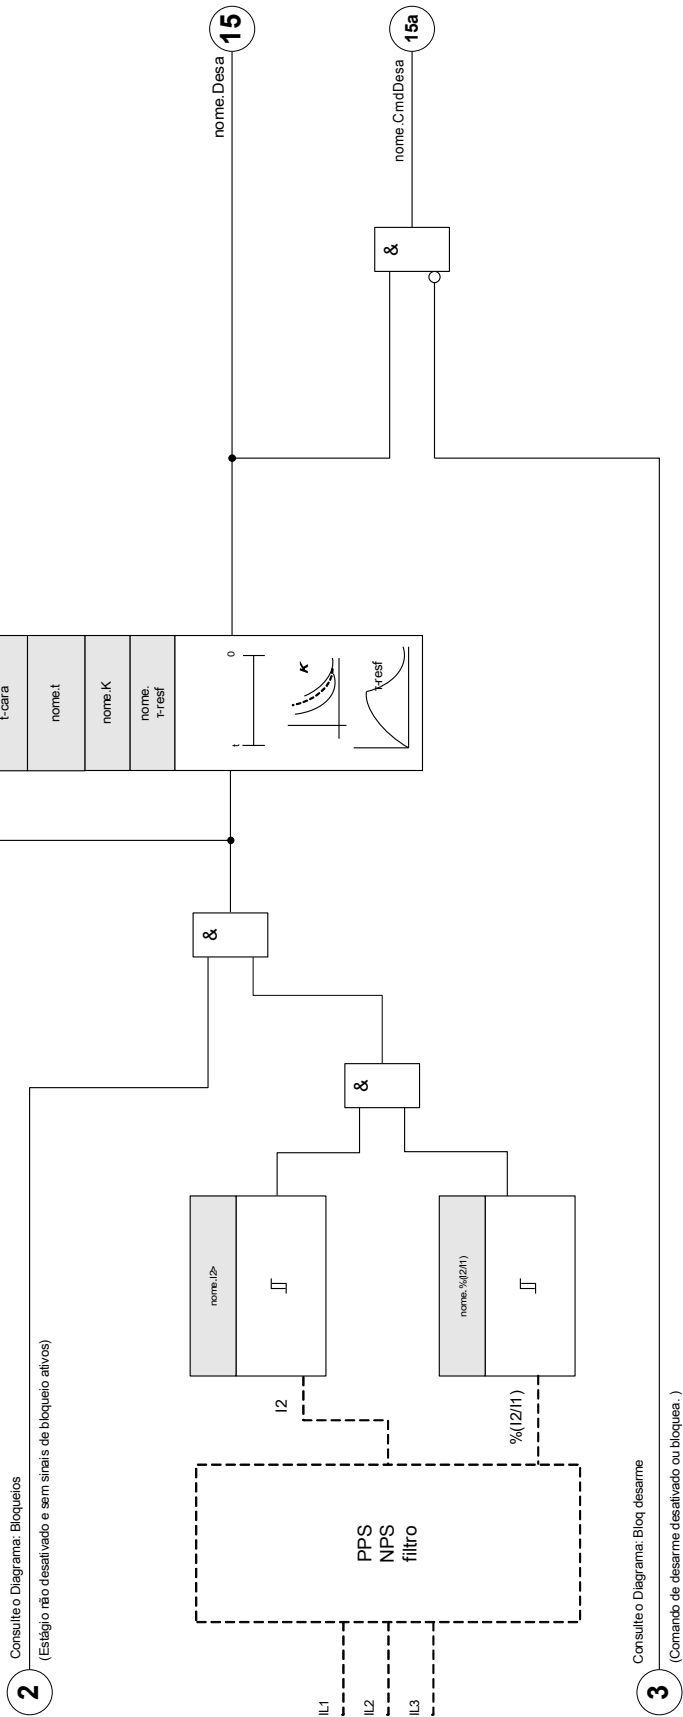 2
Consulte o Diagrama: Bloqueios
(Estágio não desativado e sem sinais de bloqueio ativos)
IL1
IL2
IL3
PPS
NPS
filtro
I2
%(I2/I1)
nome.I2>
nome.%(I2/I1)
&
&
t-cara
nome.t
nome.K
nome.
τ-resf
t
0
K
τ-resf
nome.Desa
15
&
nome.CmdDesa
15a
3
Consulte o Diagrama: Bloq desarme
(Comando de desarme desativado ou bloquea. )